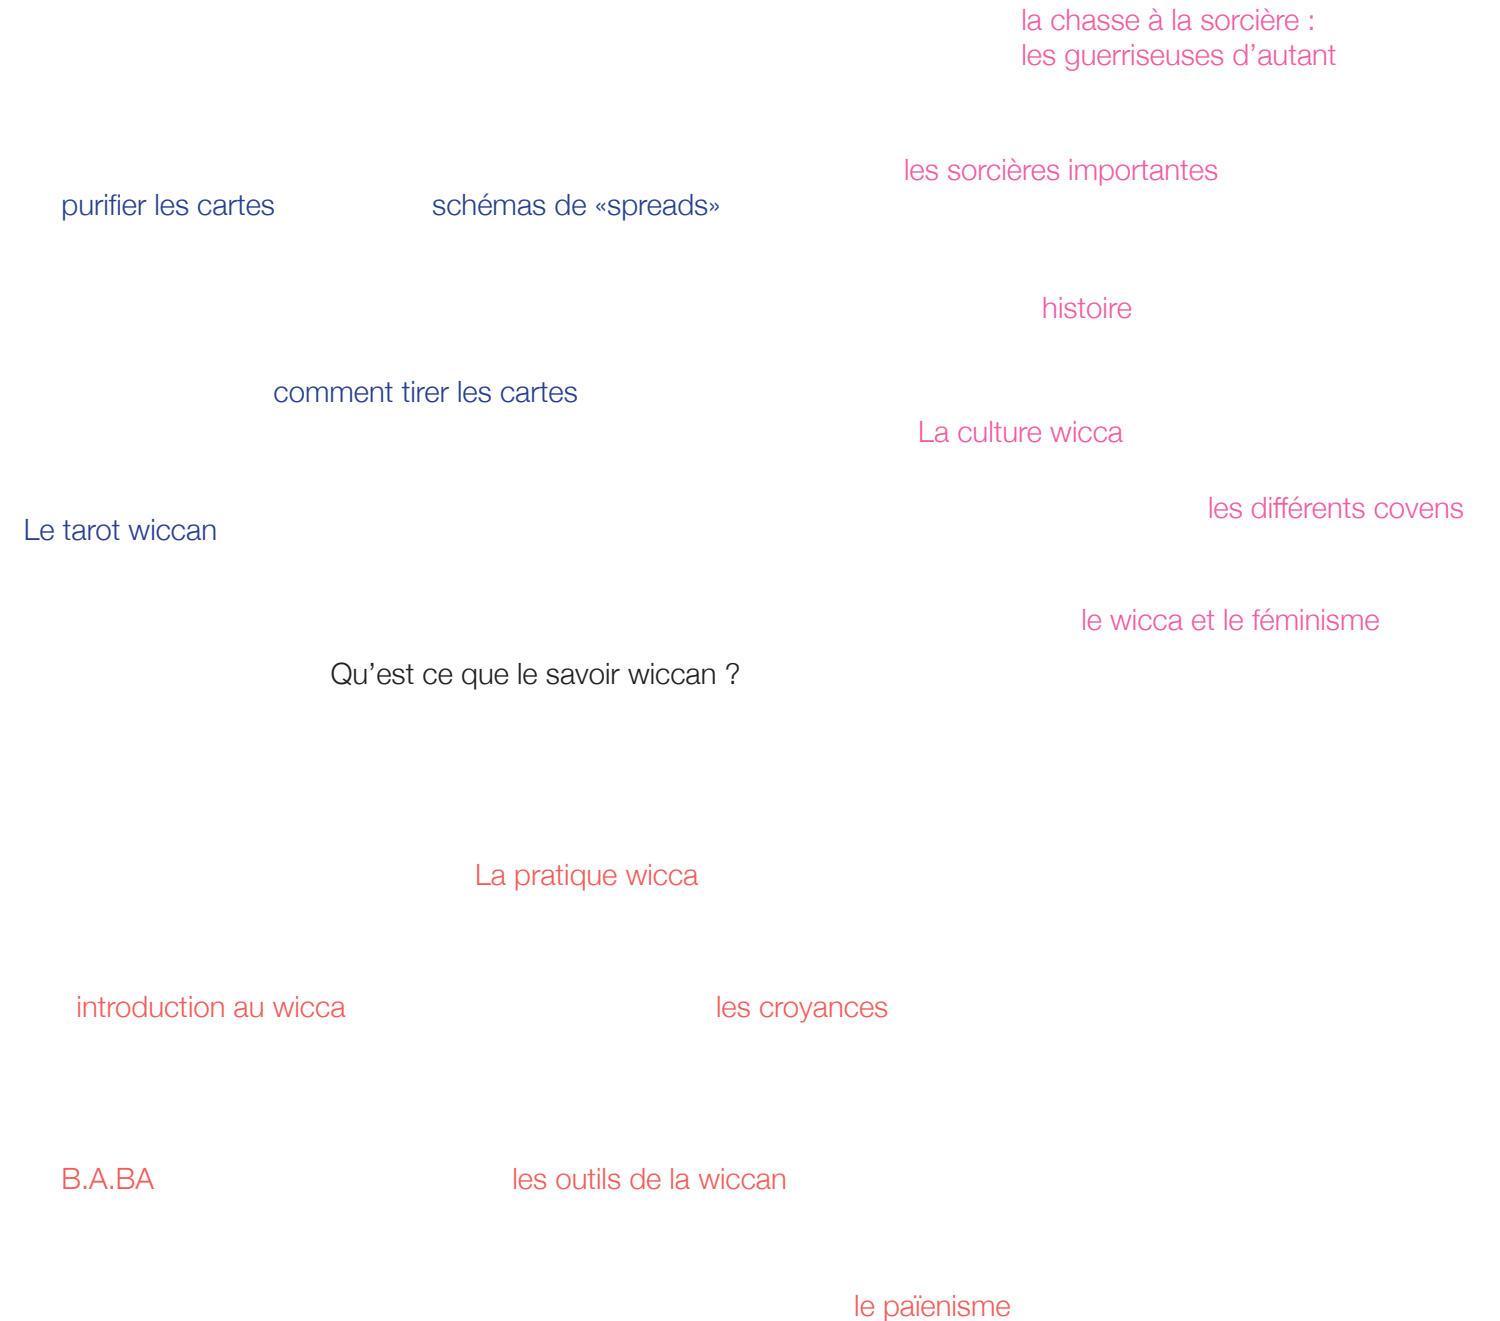 la chasse à la sorcière :
les guerriseuses d’autant
les sorcières importantes
purifier les cartes
schémas de «spreads»
histoire
comment tirer les cartes
La culture wicca
les différents covens
Le tarot wiccan
le wicca et le féminisme
Qu’est ce que le savoir wiccan ?
La pratique wicca
introduction au wicca
les croyances
B.A.BA
les outils de la wiccan
le païenisme